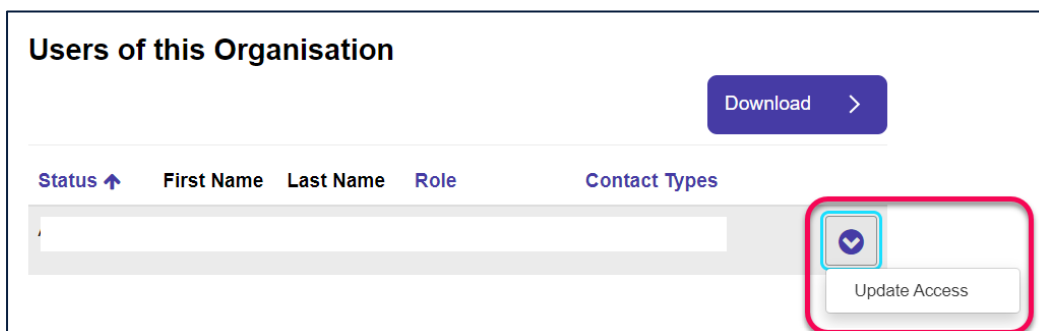 Users of this Organisation
Download
Status First Name Last Name Role Contact Types
Update Access